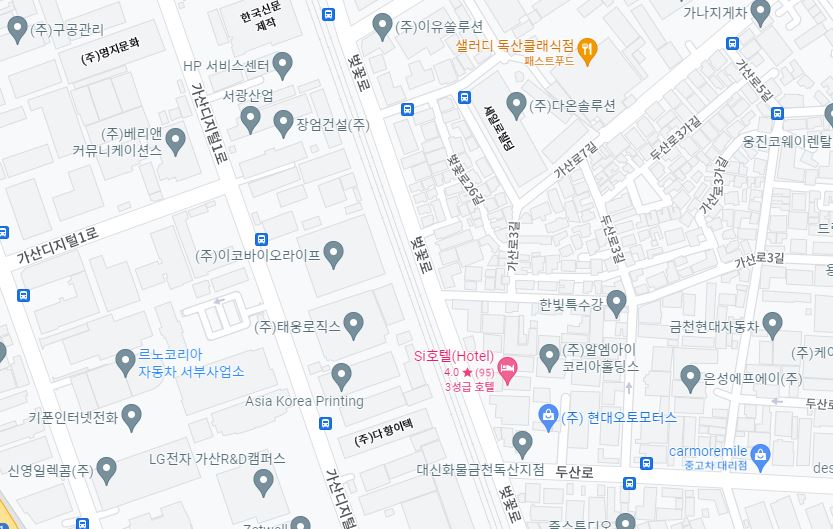 (주)구공관리
한국신문
제작
(주)이유쏠루션
가나지게차
(주)명지문화
샐러디 독산클래식점
패스트푸드
HP 서비스센터
벚꽃로
가산로5길
서광산업
(주)다온솔루션
세일로빌딩
장엄건설(주)
가산디지털1로
(주)베리앤
커뮤니케이션스
두산로3가길
웅진코웨이렌탈
가산로7길
벚꽃로26길
가산로3가길
드
가산디지털1로
가산로3길
두산로3길
벚꽃로
(주)이코바이오라이프
가산로3길
한빛특수강
(주)태웅로직스
금천현대자동차
르노코리아
자동차 서부사업소
Si호텔(Hotel)
4.0 ★ (95)
3성급 호텔
(주)알엠아이
코리아홀딩스
(주)케이
은성에프에이(주)
Asia Korea Printing
두산로
키폰인터넷전화
(주)다항이텍
(주) 현대오토모터스
carmoremile
중고차 대리점
신영일렉콤(주)
LG전자 가산R&D캠퍼스
대신화물금천독산지점
두산로
des
가산디지털
벚꽃로